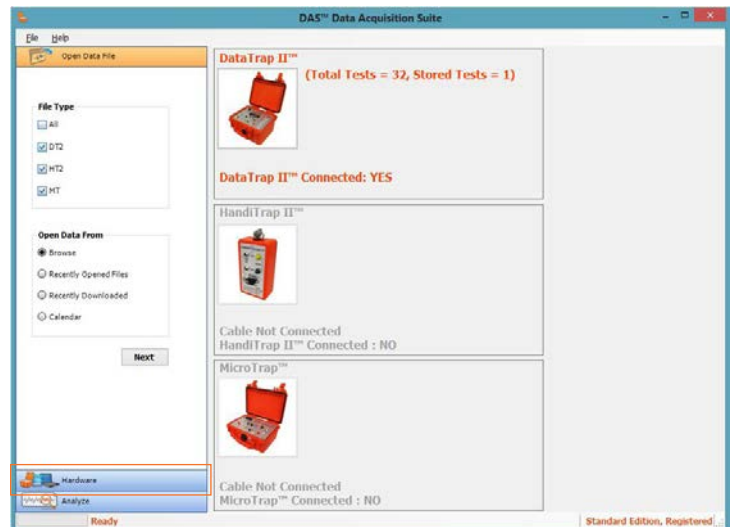 DAS™ Data Acquisition Suite
File Help
Open Data File
File Type
All
DT2
HT2
HT
Open Data From
Browse
Recently Opened Files
Recently Downloaded
Calendar
Next
Hardware
Analyze
DataTrap II™
(Total Tests = 32, Stored Tests = 1)
DataTrap II™ Connected: YES
HandiTrap II™
Cable Not Connected
HandiTrap II™ Connected : NO
MicroTrap™
Cable Not Connected
MicroTrap™ Connected : NO
Ready
Standard Edition, Registered